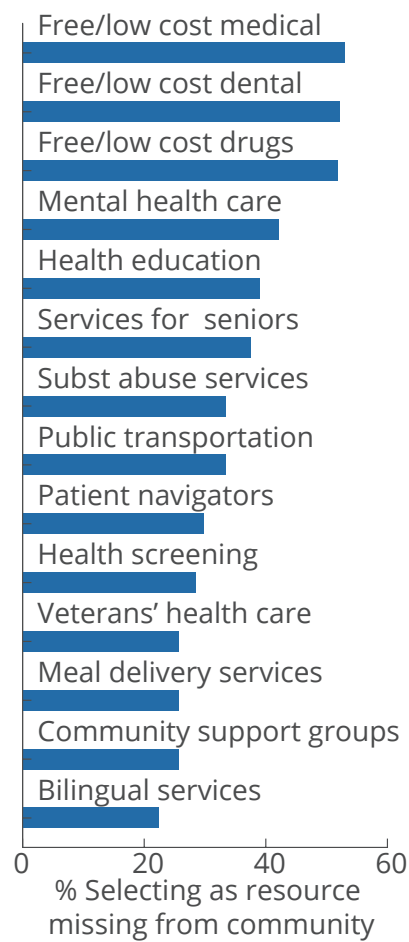 Free/low cost medical
Free/low cost dental
Free/low cost drugs
Mental health care
Health education
Services for  seniors
Subst abuse services
Public transportation
Patient navigators
Health screening
Veterans’ health care
Meal delivery services
Community support groups
Bilingual services
0 20 40 60
% Selecting as resource
missing from community